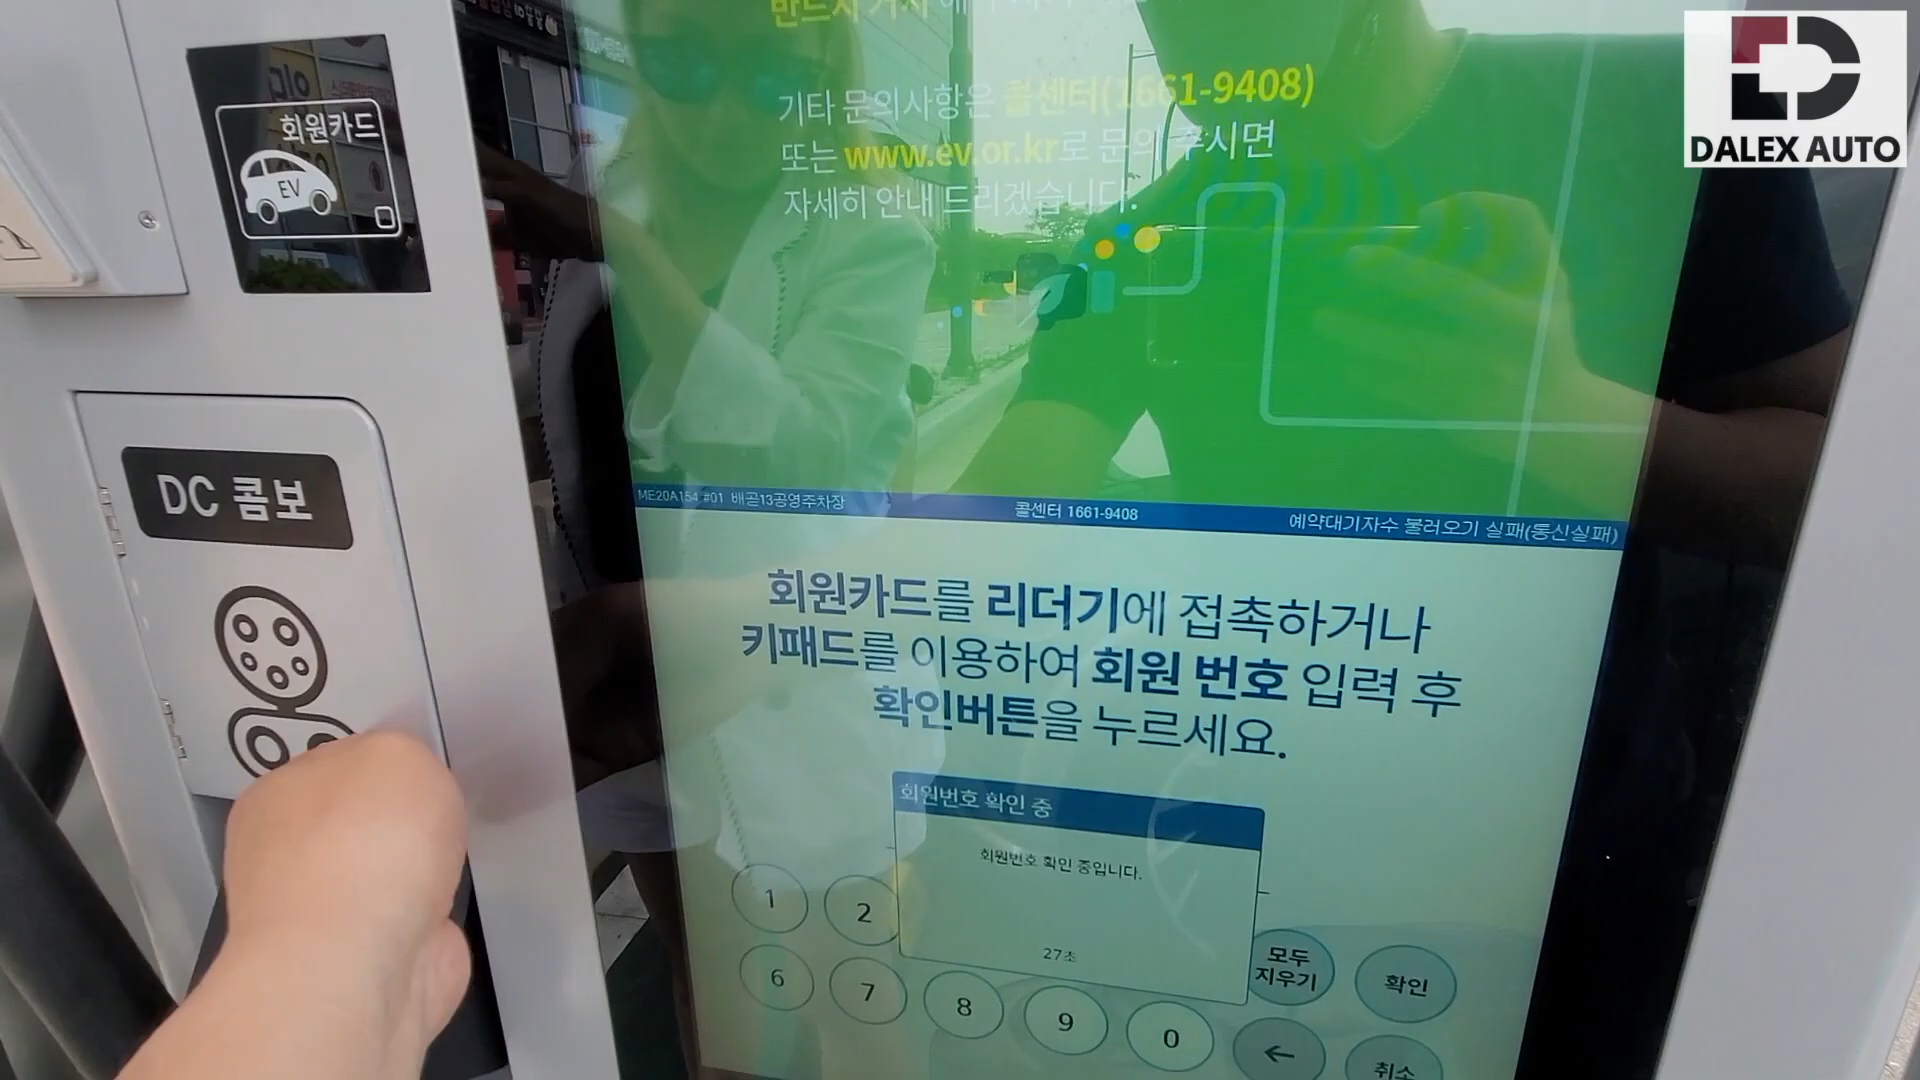 회원카드
EV
DC 콤보
반드시
기타 문의사항은 콜센터(1661-9408)
또는 www.ev.or.kr로 문의 주시면
자세히 안내 드리겠습니다.
ME20A154 #01 배곧13공영주차장
콜센터 1661-9408
예약대기자수 불러오기 실패(통신실패)
회원카드를 리더기에 접촉하거나
키패드를 이용하여 회원 번호 입력 후
확인버튼을 누르세요.
회원번호 확인 중
회원번호 확인 중입니다.
27초
1 2
모두
지우기
확인
6 7 8 9 0
←
취소
DALEX AUTO